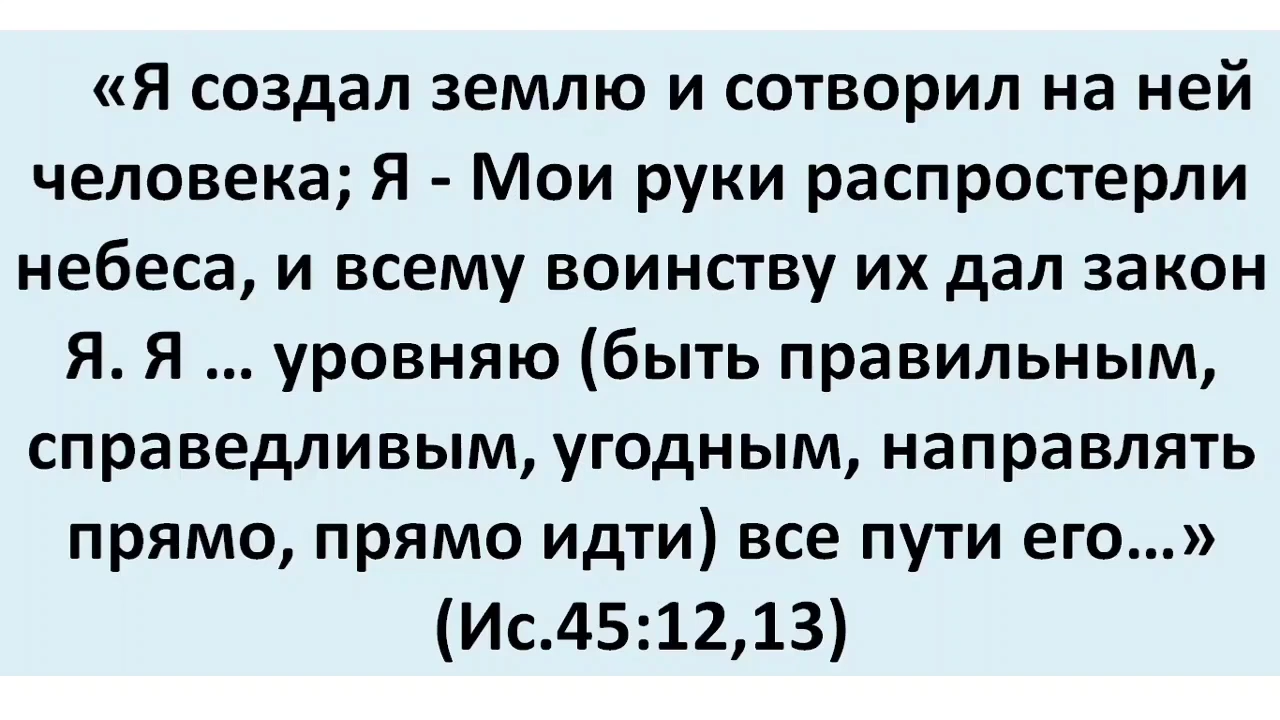 «Я создал землю и сотворил на ней
человека; Я - Мои руки распростерли
небеса, и всему воинству их дал закон
Я. Я ... уровняю (быть правильным,
справедливым, угодным, направлять
прямо, прямо идти) все пути его...»
(Ис.45:12,13)